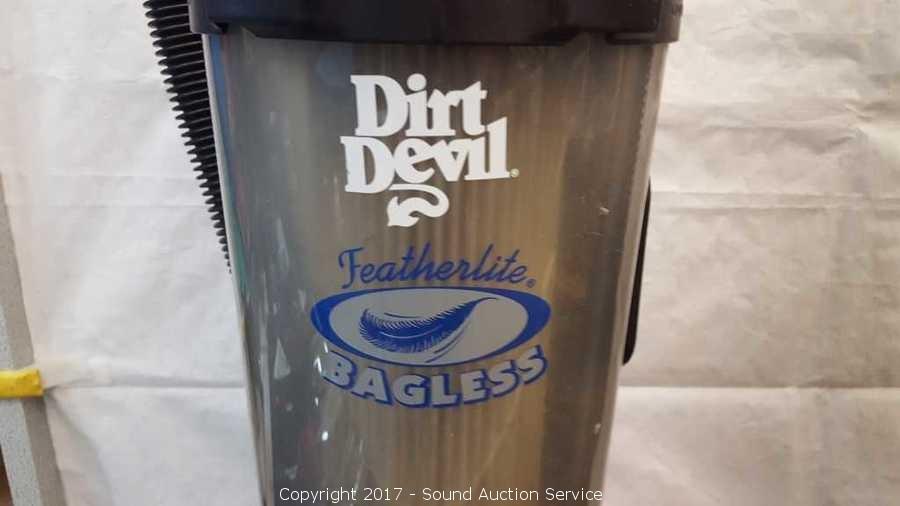 Dirt
Devil®
Featherlite®
BAGLESS
Copyright 2017 - Sound Auction Service